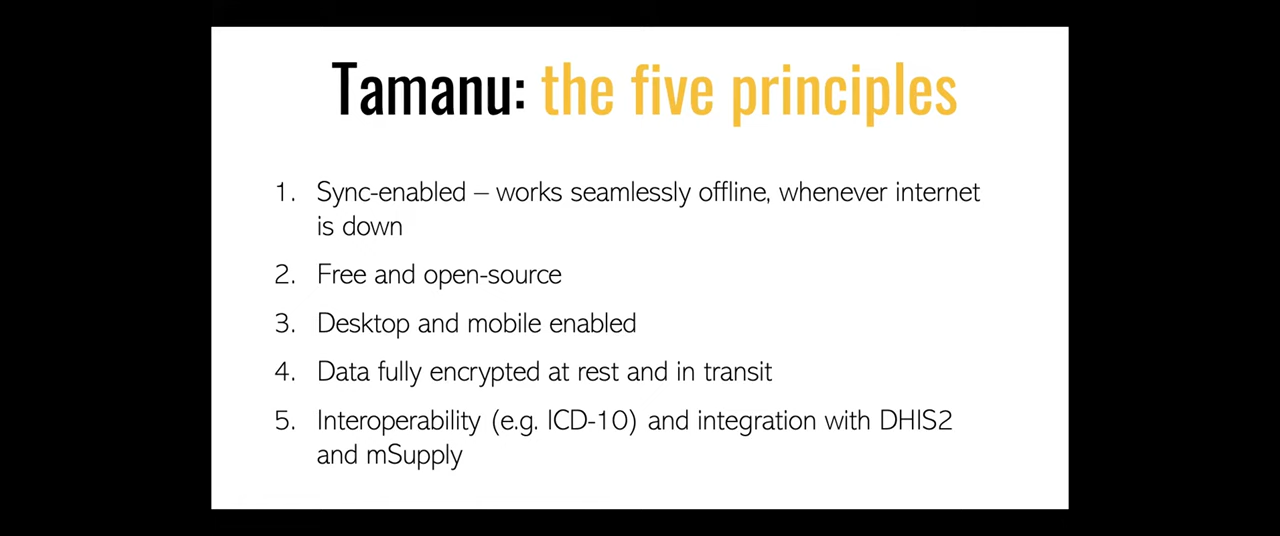 Tamanu: the five principles
1. Sync-enabled – works seamlessly offline, whenever internet
is down
2. Free and open-source
3. Desktop and mobile enabled
4. Data fully encrypted at rest and in transit
5. Interoperability (e.g. ICD-10) and integration with DHIS2
and mSupply